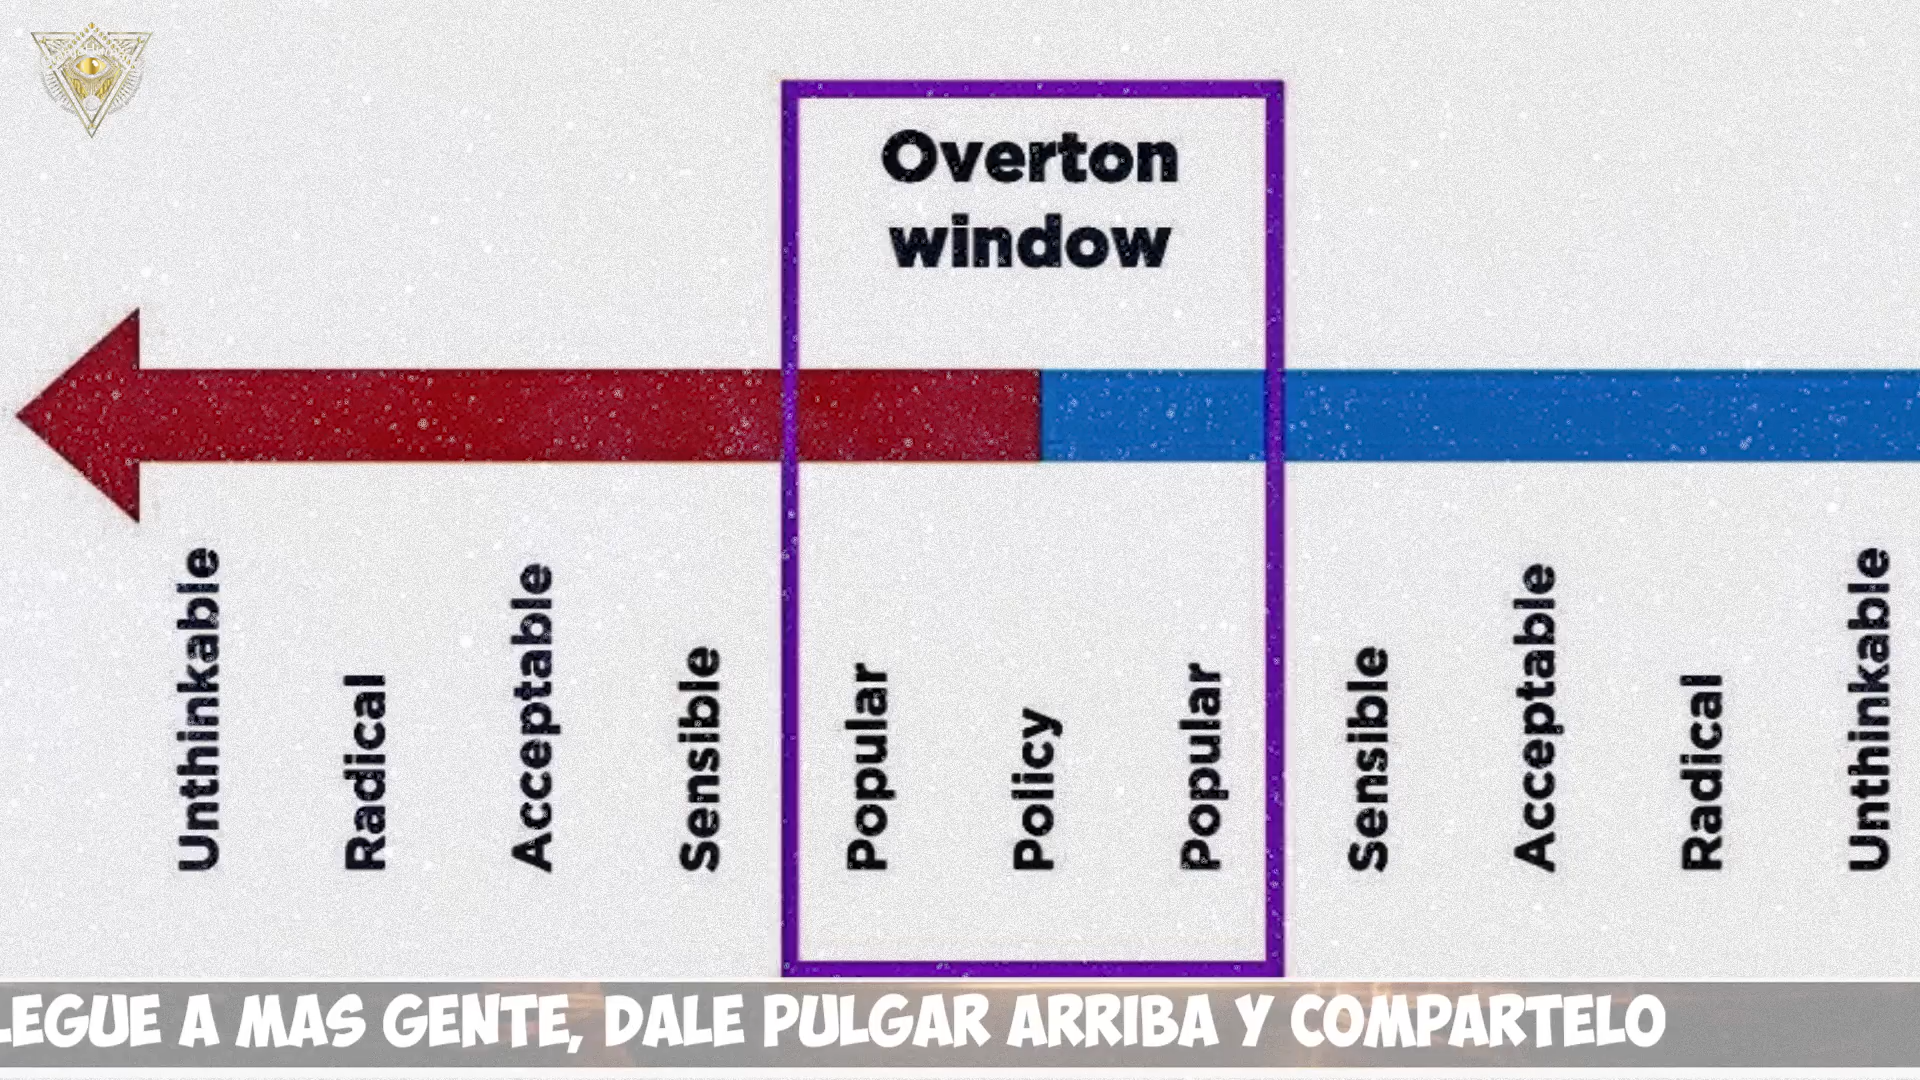 Overton
window
Unthinkable
Radical
Acceptable
Sensible
Popular
Policy
Popular
Sensible
Acceptable
Radical
Unthinkable
LEGUE A MAS GENTE, DALE PULGAR ARRIBA Y COMPARTELO